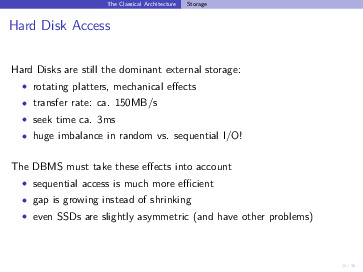 The Classical Architecture Storage
Hard Disk Access
Hard Disks are still the dominant external storage:
• rotating platters, mechanical effects
• transfer rate: ca. 150MB/s
• seek time ca. 3ms
• huge imbalance in random vs. sequential I/O!
The DBMS must take these effects into account
• sequential access is much more efficient
• gap is growing instead of shrinking
• even SSDs are slightly asymmetric (and have other problems)